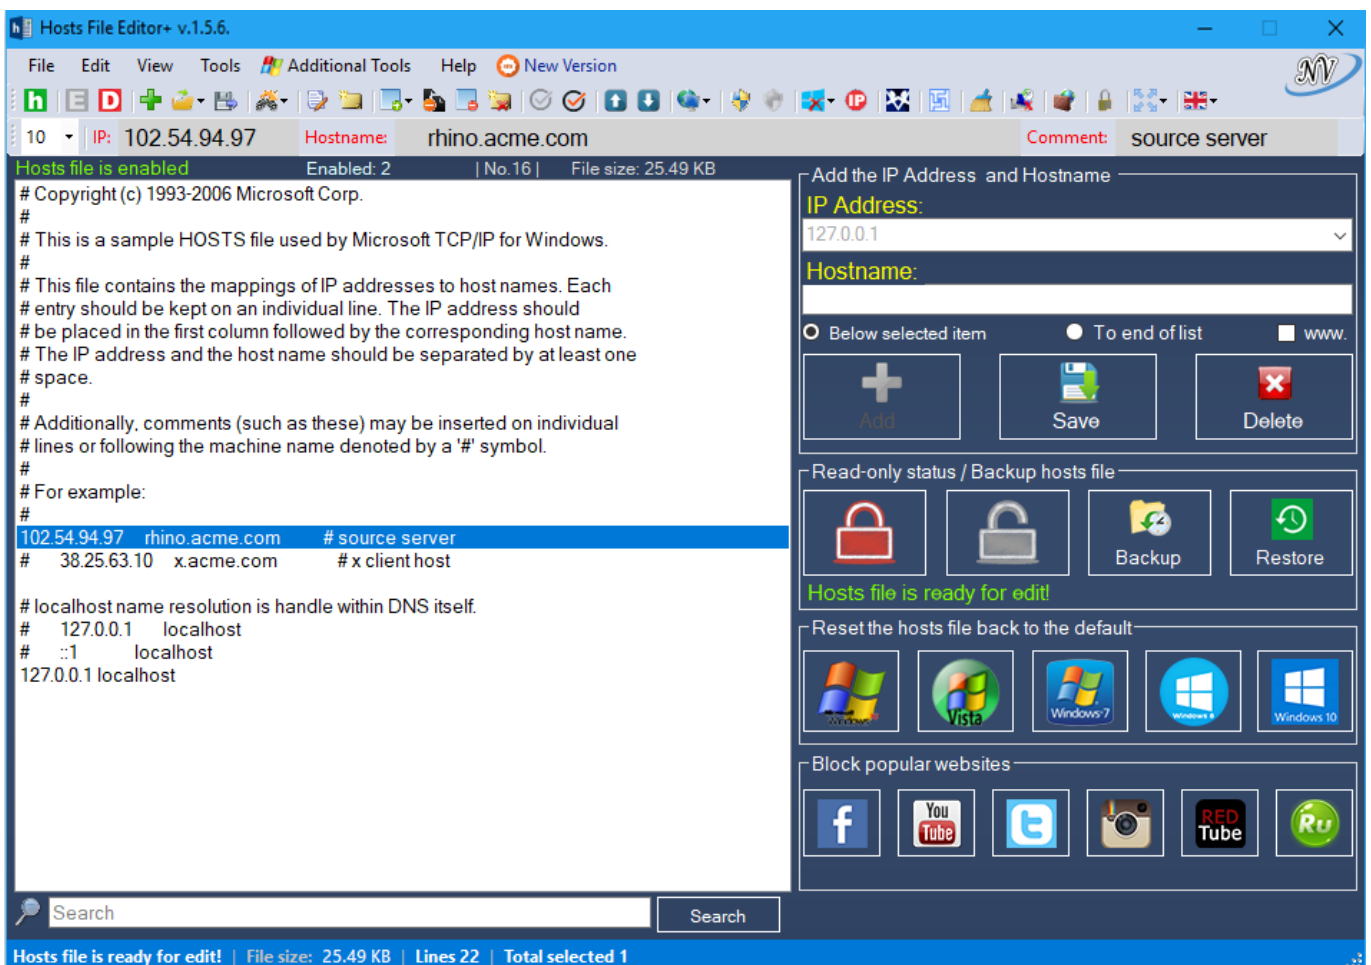 Hosts File Editor+ v.1.5.6.
File Edit View Tools Additional Tools Help New Version
NV
h E D IP
10 IP: 102.54.94.97 Hostname: rhino.acme.com Comment: source server
Hosts file is enabled Enabled: 2 | No.16 | File size: 25.49 KB
# Copyright (c) 1993-2006 Microsoft Corp.
#
# This is a sample HOSTS file used by Microsoft TCP/IP for Windows.
#
# This file contains the mappings of IP addresses to host names. Each
# entry should be kept on an individual line. The IP address should
# be placed in the first column followed by the corresponding host name.
# The IP address and the host name should be separated by at least one
# space.
#
# Additionally, comments (such as these) may be inserted on individual
# lines or following the machine name denoted by a '#' symbol.
#
# For example:
#
102.54.94.97 rhino.acme.com # source server
# 38.25.63.10 x.acme.com # x client host
# localhost name resolution is handle within DNS itself.
# 127.0.0.1 localhost
# ::1 localhost
127.0.0.1 localhost
Search
Search
Add the IP Address and Hostname
IP Address:
127.0.0.1
Hostname:
Below selected item To end of list www.
Add Save Delete
Read-only status / Backup hosts file
Backup Restore
Hosts file is ready for edit!
Reset the hosts file back to the default
Vista Windows 7 Windows 8 Windows 10
Block popular websites
f You Tube t RED Tube Ru
Hosts file is ready for edit! | File size: 25.49 KB | Lines 22 | Total selected 1